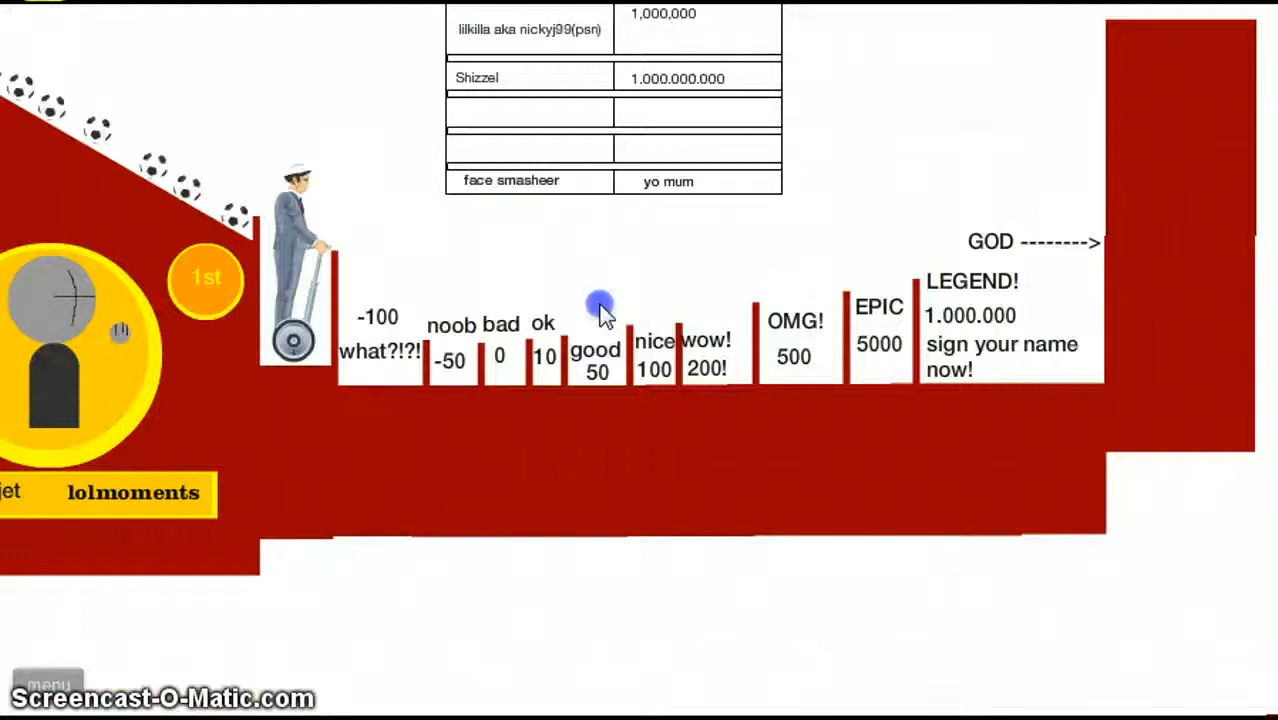 1,000,000
lilkilla aka nickyj99(psn)
Shizzel 1.000.000.000
face smasheer yo mum
GOD -------->
1st
-100
what?!?!
noob
-50
bad
0
ok
10
good
50
nice
100
wow!
200!
OMG!
500
EPIC
5000
LEGEND!
1.000.000
sign your name
now!
jet lolmoments
menu
Screencast-O-Matic.com